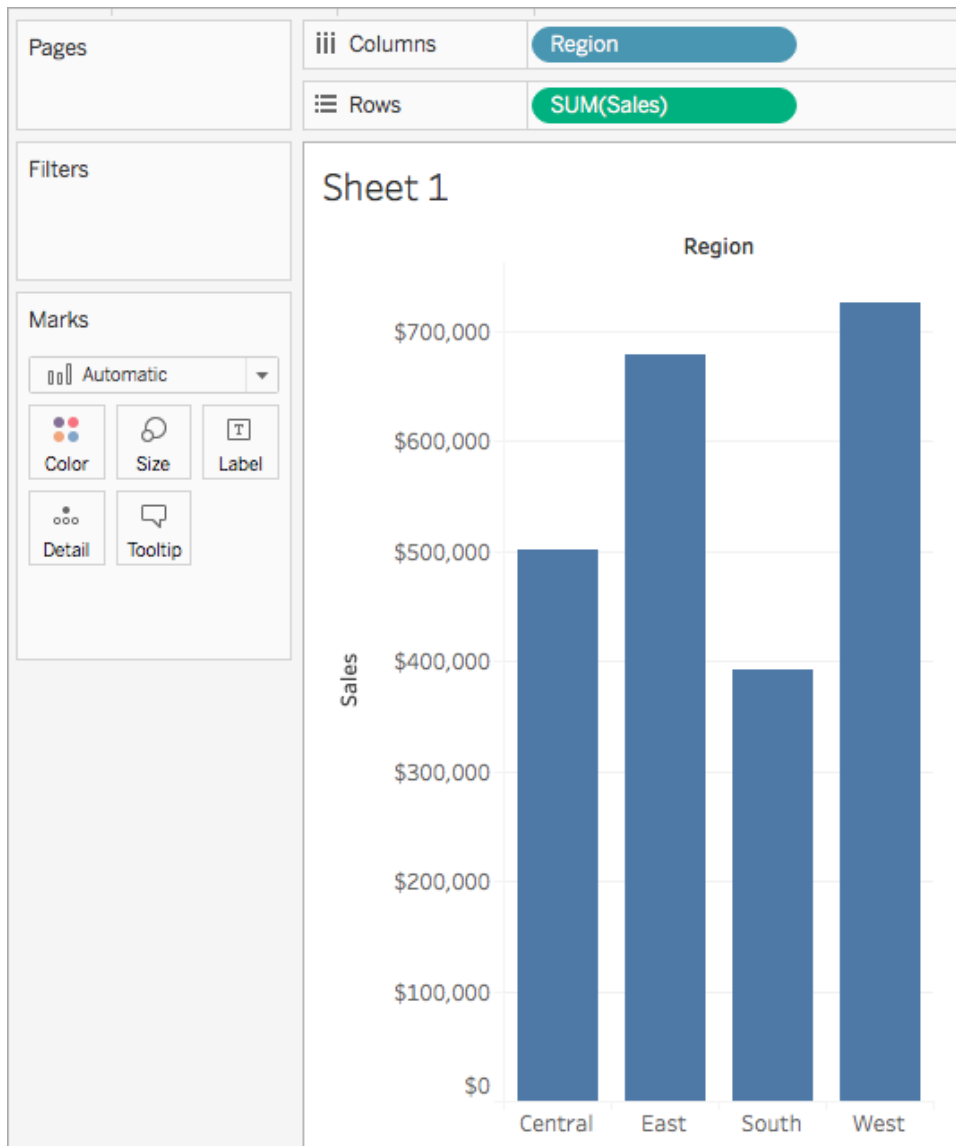 Pages
Columns
Region
Rows
SUM(Sales)
Filters
Marks
Automatic
Color
Size
T
Label
Detail
Tooltip
Sheet 1
Region
Sales
$700,000
$600,000
$500,000
$400,000
$300,000
$200,000
$100,000
$0
Central East South West